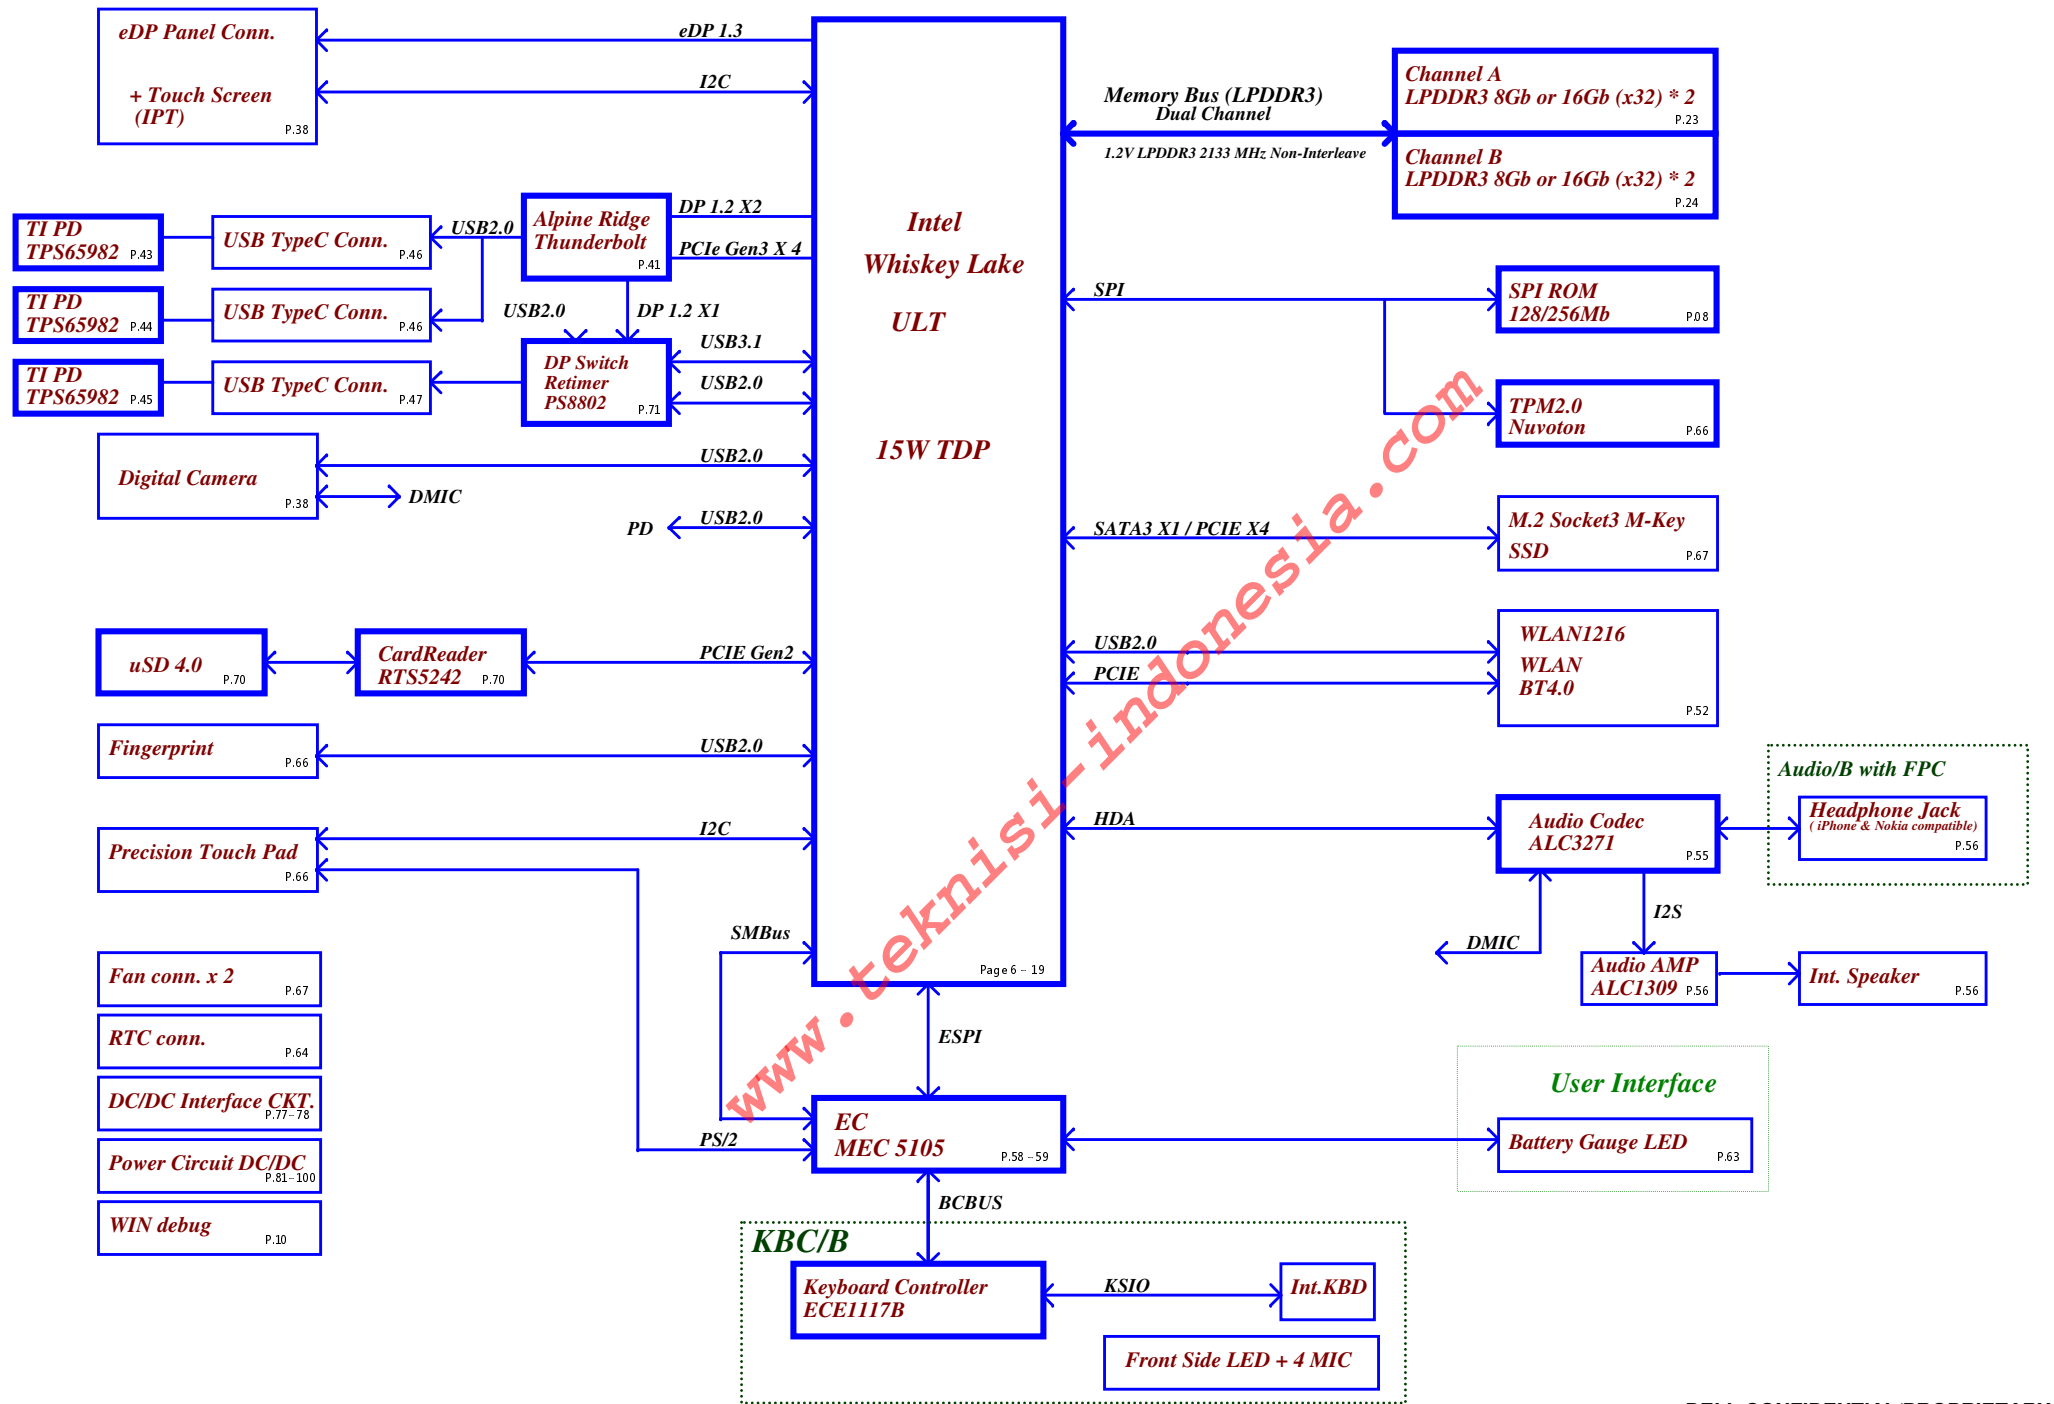 eDP Panel Conn.
+ Touch Screen
(IPT)
P.38
eDP 1.3
I2C
TI PD
TPS65982 P.43
USB TypeC Conn.
P.46
USB2.0
Alpine Ridge
Thunderbolt
P.41
DP 1.2 X2
PCIe Gen3 X 4
TI PD
TPS65982 P.44
USB TypeC Conn.
P.46
USB2.0
DP 1.2 X1
TI PD
TPS65982 P.45
USB TypeC Conn.
P.47
DP Switch
Retimer
PS8802
P.71
USB3.1
USB2.0
Digital Camera
P.38
USB2.0
DMIC
PD
USB2.0
uSD 4.0
P.70
CardReader
RTS5242 P.70
PCIE Gen2
Fingerprint
P.66
USB2.0
Precision Touch Pad
P.66
I2C
SMBus
PS/2
Fan conn. x 2
P.67
RTC conn.
P.64
DC/DC Interface CKT.
P.77~78
Power Circuit DC/DC
P.81~100
WIN debug
P.10
Intel
Whiskey Lake
ULT
15W TDP
Page 6 ~ 19
ESPI
EC
MEC 5105
P.58 ~59
BCBUS
KBC/B
Keyboard Controller
ECE1117B
KSIO
Int.KBD
Front Side LED + 4 MIC
Memory Bus (LPDDR3)
Dual Channel
1.2V LPDDR3 2133 MHz Non-Interleave
Channel A
LPDDR3 8Gb or 16Gb (x32) * 2
P.23
Channel B
LPDDR3 8Gb or 16Gb (x32) * 2
P.24
SPI
SPI ROM
128/256Mb
P.08
TPM2.0
Nuvoton
P.66
SATA3 X1 / PCIE X4
M.2 Socket3 M-Key
SSD
P.67
USB2.0
PCIE
WLAN1216
WLAN
BT4.0
P.52
HDA
Audio Codec
ALC3271
P.55
Audio/B with FPC
Headphone Jack
( iPhone & Nokia compatible)
P.56
DMIC
I2S
Audio AMP
ALC1309 P.56
Int. Speaker
P.56
User Interface
Battery Gauge LED
P.63
www.teknisi-indonesia.com